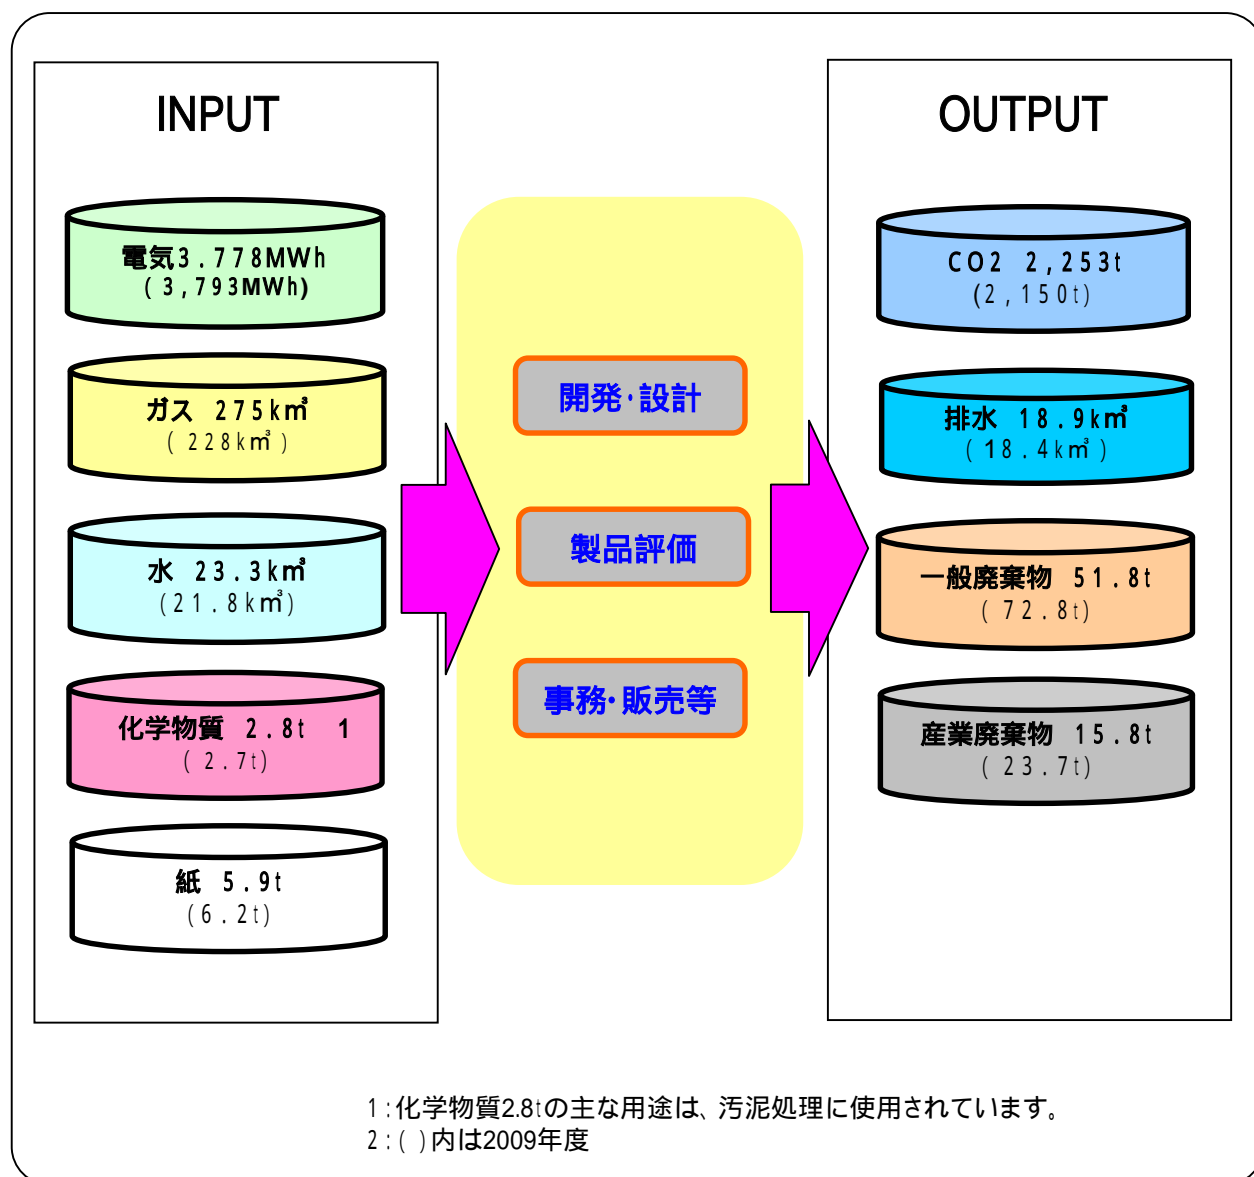 INPUT
電気3.778MWh
(3,793MWh)
ガス 275k㎥
(228k㎥)
水 23.3k㎥
(21.8k㎥)
化学物質 2.8t 1
(2.7t)
紙 5.9t
(6.2t)
開発・設計
製品評価
事務・販売等
OUTPUT
CO2 2,253t
(2,150t)
排水 18.9k㎥
(18.4k㎥)
一般廃棄物 51.8t
(72.8t)
産業廃棄物 15.8t
(23.7t)
1:化学物質2.8tの主な用途は、汚泥処理に使用されています。
2:( )内は2009年度